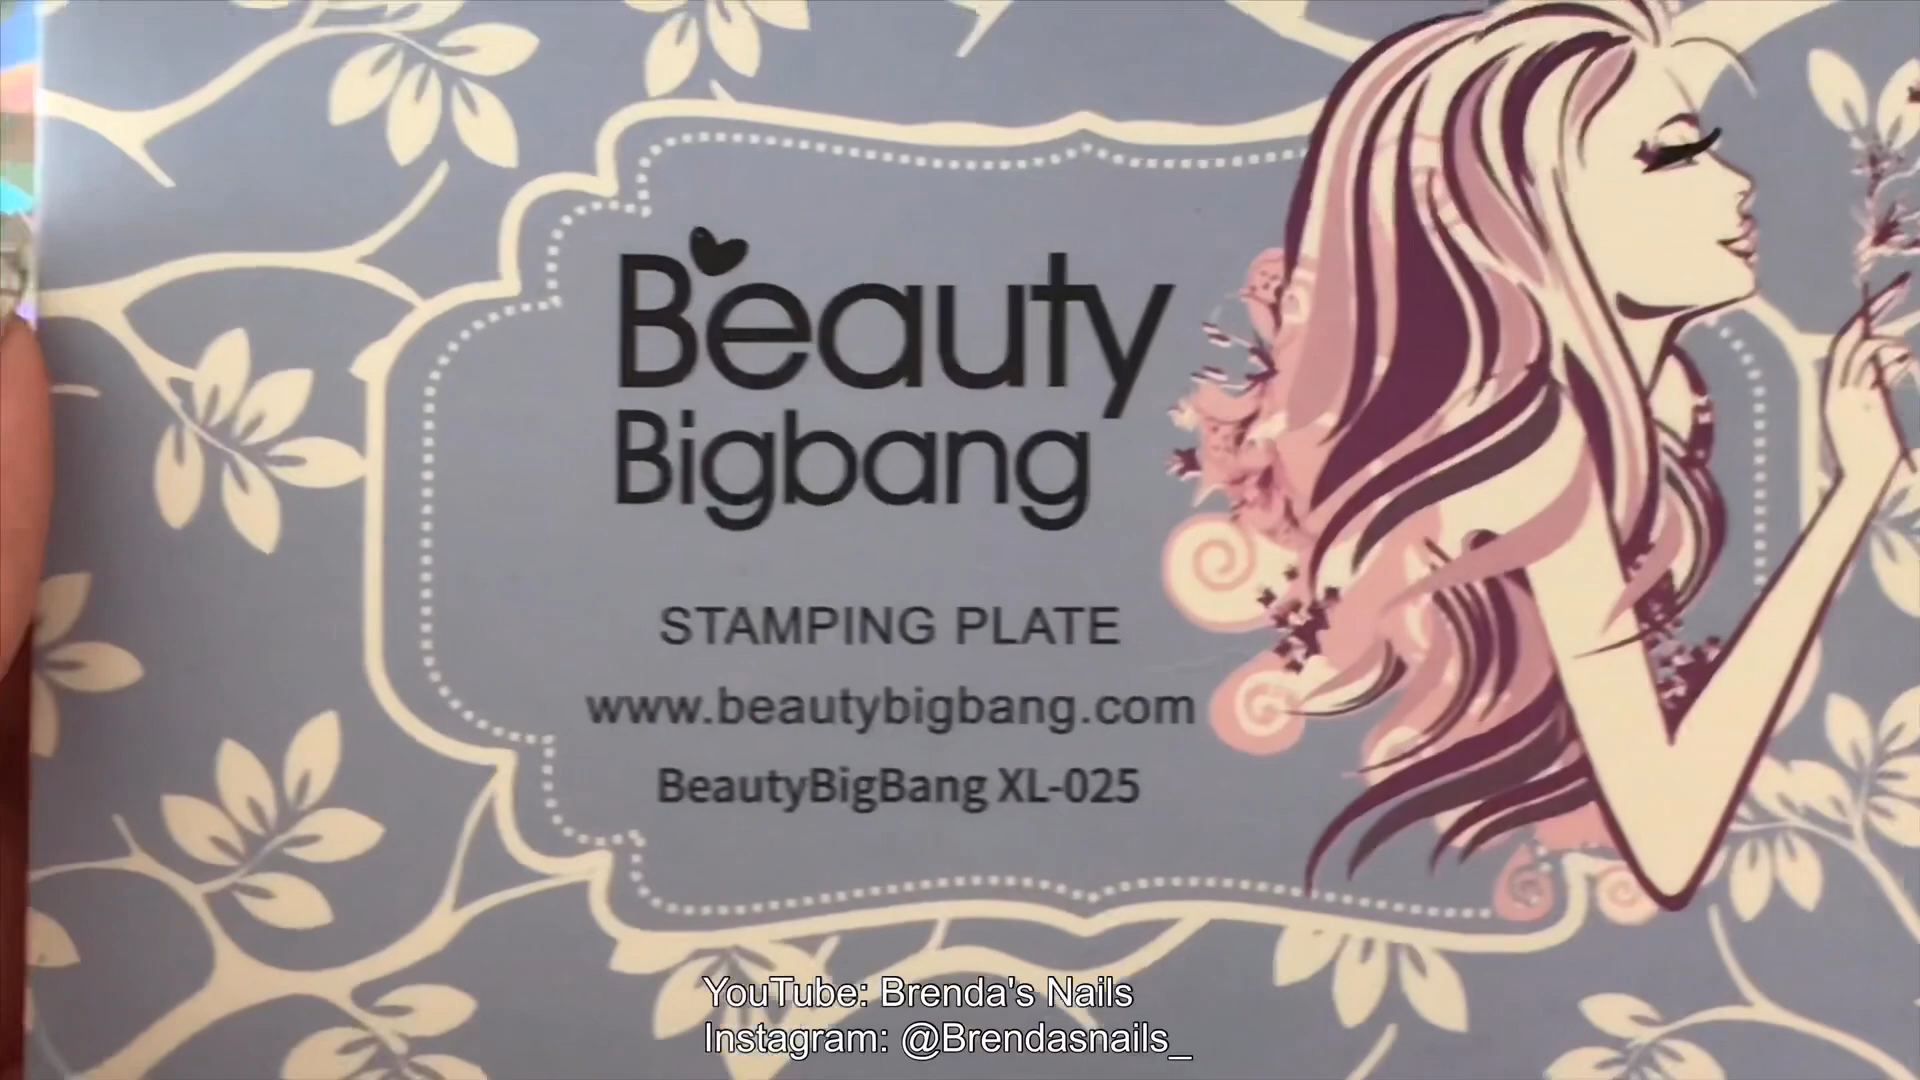 Beauty
Bigbang
STAMPING PLATE
www.beautybigbang.com
BeautyBigBang XL-025
YouTube: Brenda's Nails
Instagram: @Brendasnails_